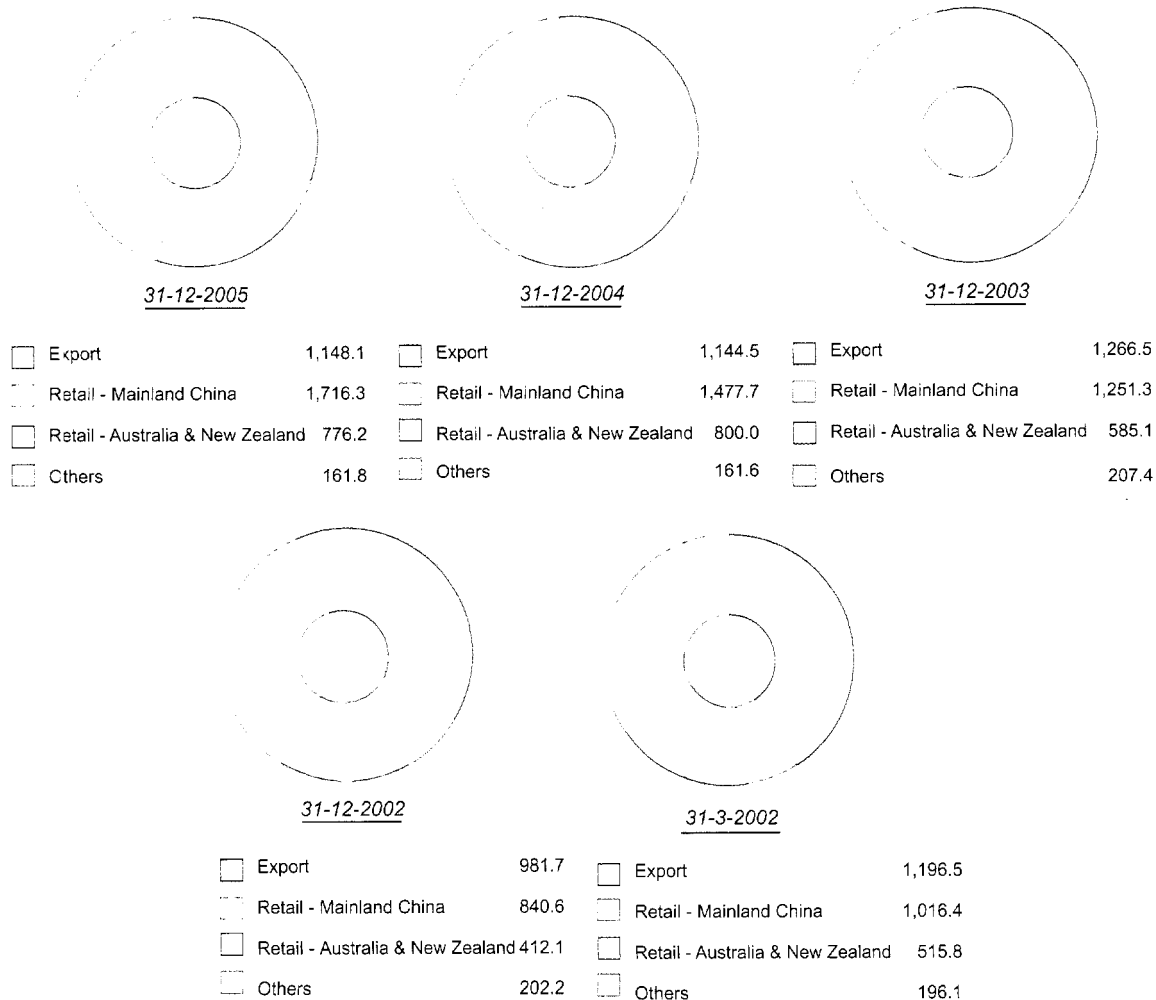 31-12-2005
Export 1,148.1
Retail - Mainland China 1,716.3
Retail - Australia & New Zealand 776.2
Others 161.8
31-12-2004
Export 1,144.5
Retail - Mainland China 1,477.7
Retail - Australia & New Zealand 800.0
Others 161.6
31-12-2003
Export 1,266.5
Retail - Mainland China 1,251.3
Retail - Australia & New Zealand 585.1
Others 207.4
31-12-2002
Export 981.7
Retail - Mainland China 840.6
Retail - Australia & New Zealand 412.1
Others 202.2
31-3-2002
Export 1,196.5
Retail - Mainland China 1,016.4
Retail - Australia & New Zealand 515.8
Others 196.1